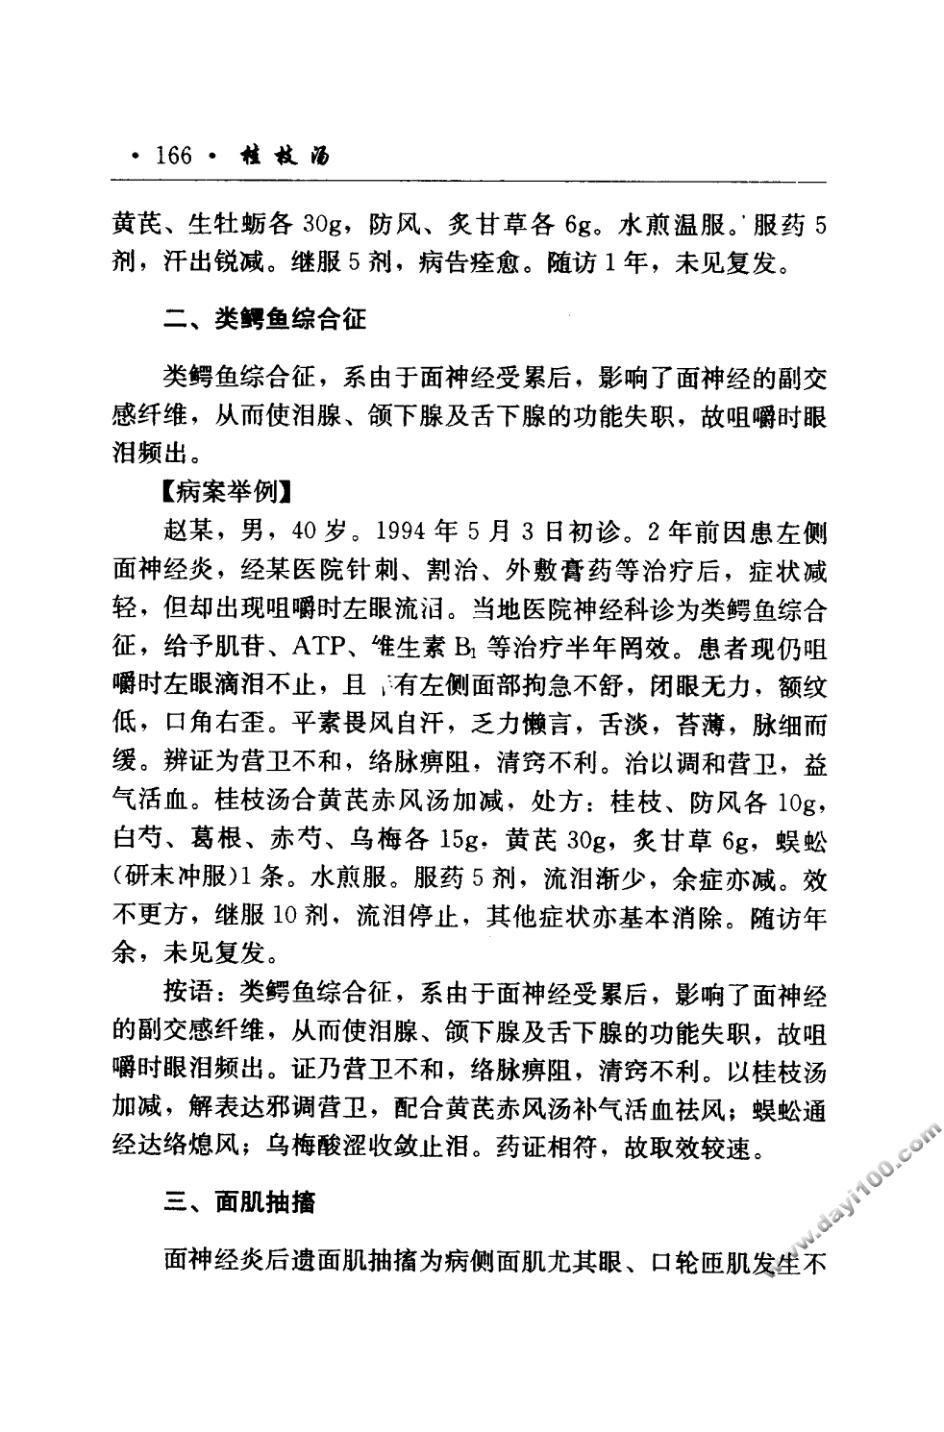 · 166 · 桂枝汤
黄芪、生牡蛎各 30g，防风、炙甘草各 6g。水煎温服。服药 5
剂，汗出锐减。继服 5 剂，病告痊愈。随访 1 年，未见复发。
二、类鳄鱼综合征
类鳄鱼综合征，系由于面神经受累后，影响了面神经的副交
感纤维，从而使泪腺、颌下腺及舌下腺的功能失职，故咀嚼时眼
泪频出。
【病案举例】
赵某，男，40 岁。1994 年 5 月 3 日初诊。2 年前因患左侧
面神经炎，经某医院针刺、割治、外敷膏药等治疗后，症状减
轻，但却出现咀嚼时左眼流泪。当地医院神经科诊为类鳄鱼综合
征，给予肌苷、ATP、维生素 B₁ 等治疗半年罔效。患者现仍咀
嚼时左眼滴泪不止，且有左侧面部拘急不舒，闭眼无力，额纹
低，口角右歪。平素畏风自汗，乏力懒言，舌淡，苔薄，脉细而
缓。辨证为营卫不和，络脉痹阻，清窍不利。治以调和营卫，益
气活血。桂枝汤合黄芪赤风汤加减，处方：桂枝、防风各 10g，
白芍、葛根、赤芍、乌梅各 15g，黄芪 30g，炙甘草 6g，蜈蚣
（研末冲服）1 条。水煎服。服药 5 剂，流泪渐少，余症亦减。效
不更方，继服 10 剂，流泪停止，其他症状亦基本消除。随访年
余，未见复发。
按语：类鳄鱼综合征，系由于面神经受累后，影响了面神经
的副交感纤维，从而使泪腺、颌下腺及舌下腺的功能失职，故咀
嚼时眼泪频出。证乃营卫不和，络脉痹阻，清窍不利。以桂枝汤
加减，解表达邪调营卫，配合黄芪赤风汤补气活血祛风；蜈蚣通
经达络熄风；乌梅酸涩收敛止泪。药证相符，故取效较速。
三、面肌抽搐
面神经炎后遗面肌抽搐为病侧面肌尤其眼、口轮匝肌发生不
www.dayi100.com